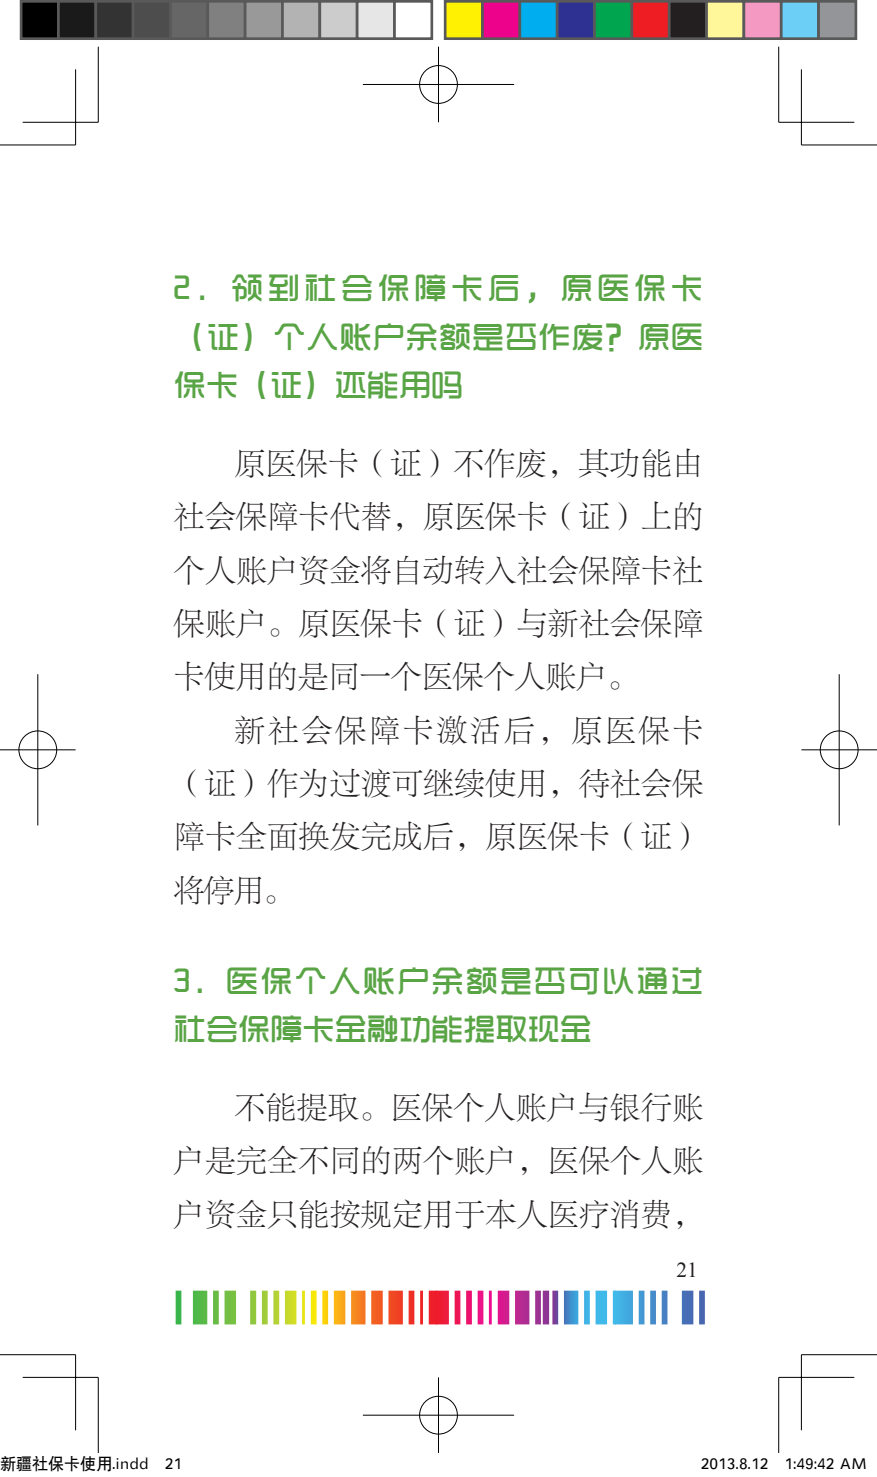 2．领到社会保障卡后，原医保卡
（证）个人账户余额是否作废？原医
保卡（证）还能用吗
原医保卡（证）不作废，其功能由
社会保障卡代替，原医保卡（证）上的
个人账户资金将自动转入社会保障卡社
保账户。原医保卡（证）与新社会保障
卡使用的是同一个医保个人账户。
新社会保障卡激活后，原医保卡
（证）作为过渡可继续使用，待社会保
障卡全面换发完成后，原医保卡（证）
将停用。
3．医保个人账户余额是否可以通过
社会保障卡金融功能提取现金
不能提取。医保个人账户与银行账
户是完全不同的两个账户，医保个人账
户资金只能按规定用于本人医疗消费，
21
新疆社保卡使用.indd 21
2013.8.12 1:49:42 AM